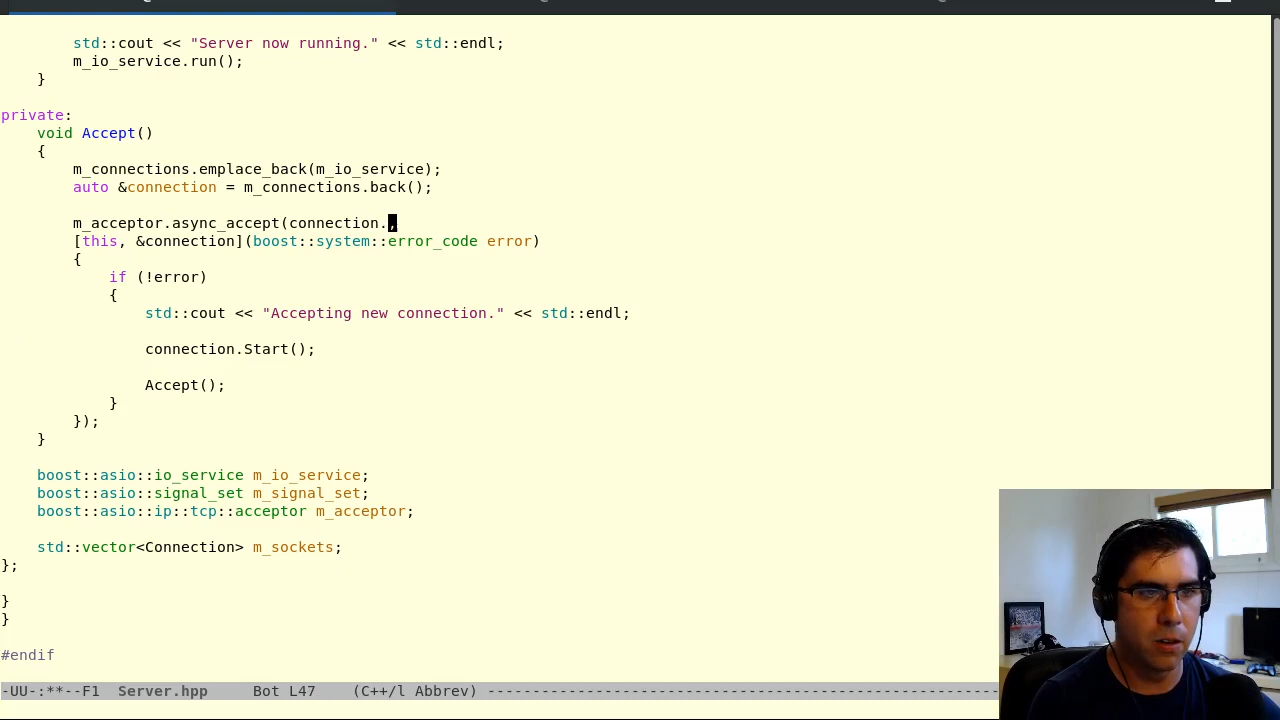 std::cout << "Server now running." << std::endl;
m_io_service.run();
}
private:
void Accept()
{
m_connections.emplace_back(m_io_service);
auto &connection = m_connections.back();
m_acceptor.async_accept(connection.,
[this, &connection](boost::system::error_code error)
{
if (!error)
{
std::cout << "Accepting new connection." << std::endl;
connection.Start();
Accept();
}
});
}
boost::asio::io_service m_io_service;
boost::asio::signal_set m_signal_set;
boost::asio::ip::tcp::acceptor m_acceptor;
std::vector<Connection> m_sockets;
};
}
}
#endif
-UU-:**--F1  Server.hpp     Bot L47    (C++/l Abbrev) ---------------------------------------------------------